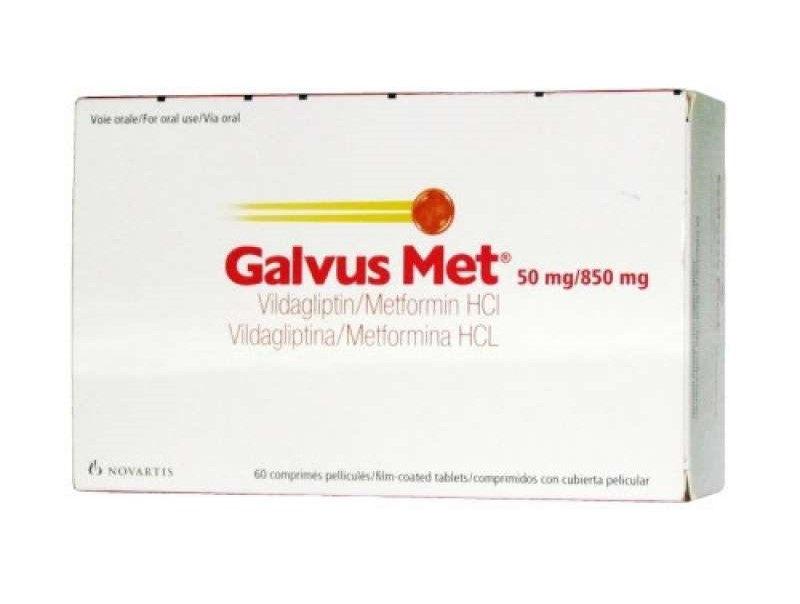 Voie orale/For oral use/Vía oral
Galvus Met® 50 mg/850 mg
Vildagliptin/Metformin HCl
Vildagliptina/Metformina HCL
NOVARTIS
60 comprimés pelliculés/film-coated tablets/comprimidos con cubierta pelicular